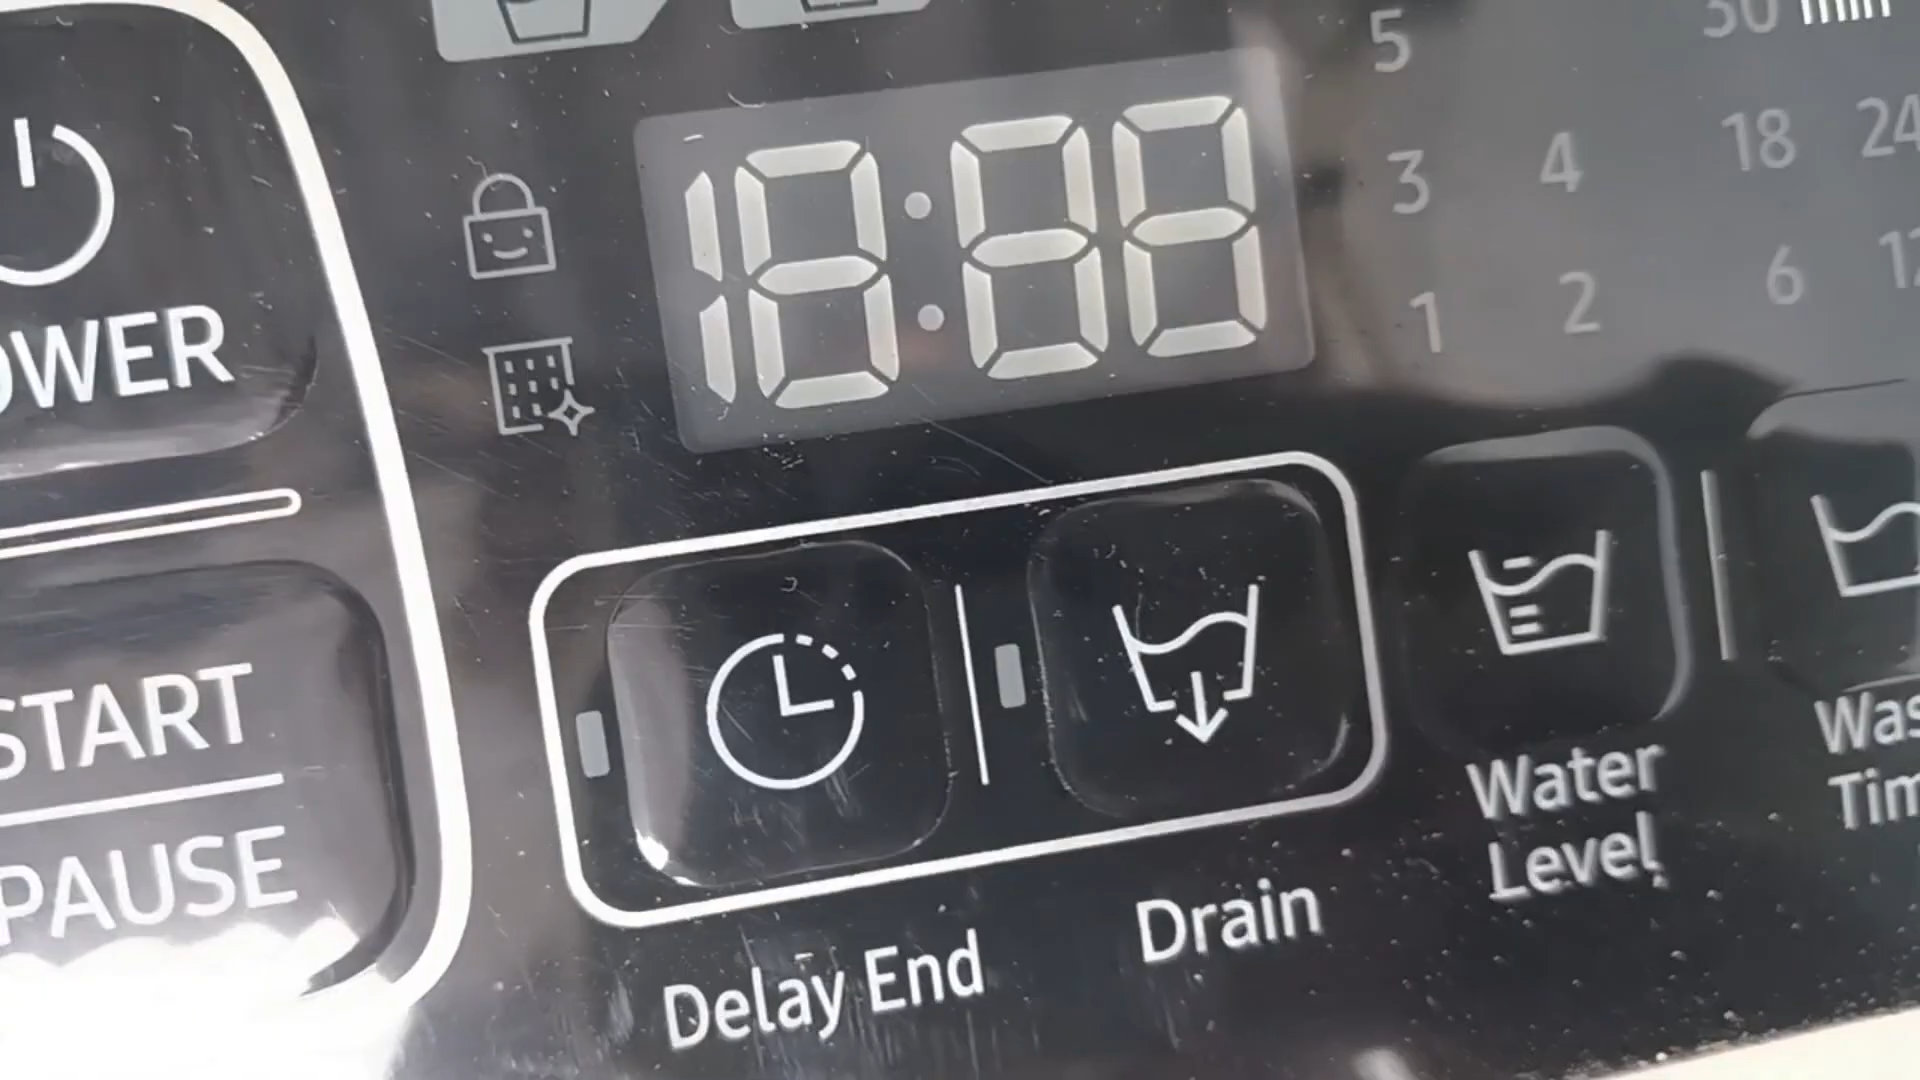 5 30 min
3 4 18 24
1 2 6 12
18:88
OWER
START
PAUSE
Delay End
Drain
Water
Level
Was
Tim